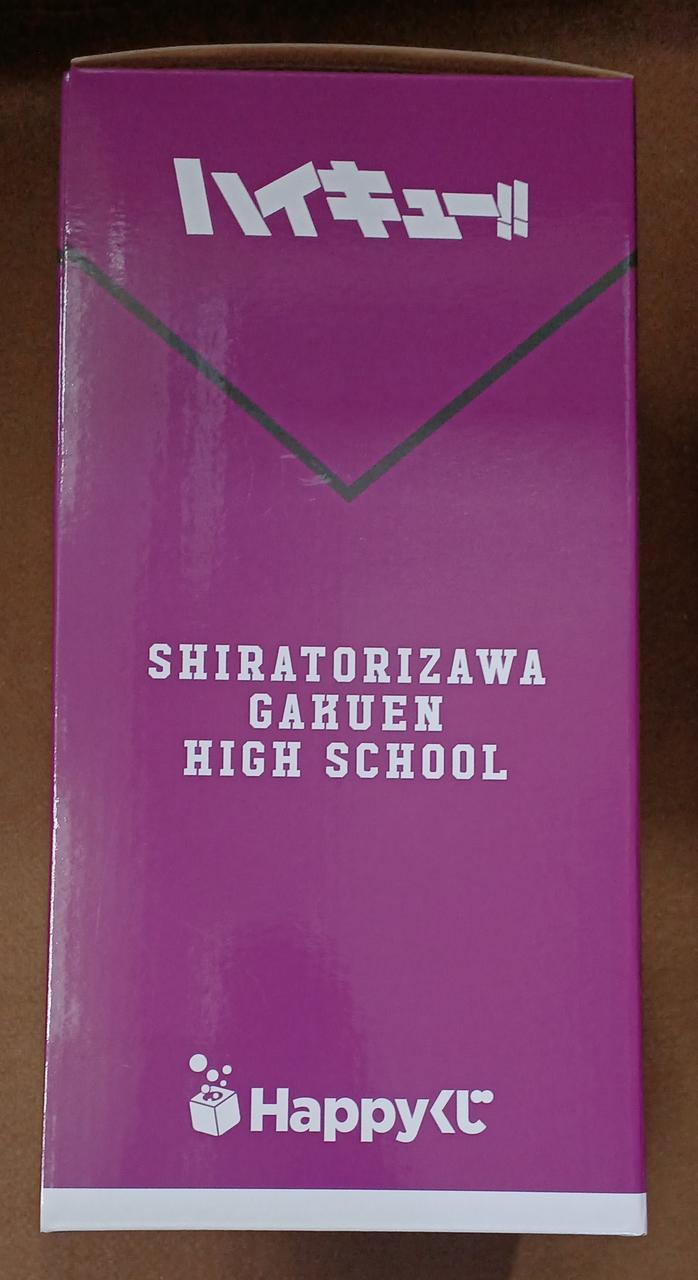 ハイキュー!!
SHIRATORIZAWA
GAKUEN
HIGH SCHOOL
Happyくじ